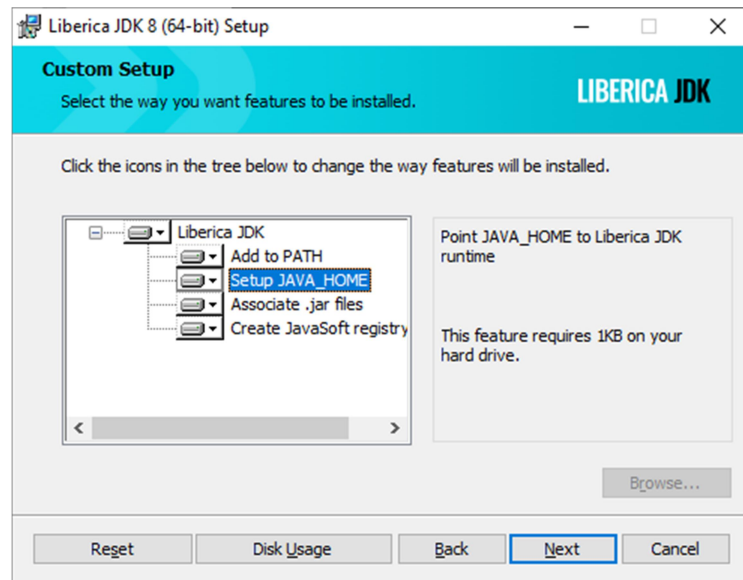 Liberica JDK 8 (64-bit) Setup
Custom Setup
Select the way you want features to be installed.
LIBERICA JDK
Click the icons in the tree below to change the way features will be installed.
Liberica JDK
Add to PATH
Setup JAVA_HOME
Associate .jar files
Create JavaSoft registry
Point JAVA_HOME to Liberica JDK
runtime
This feature requires 1KB on your
hard drive.
Browse...
Reset
Disk Usage
Back
Next
Cancel